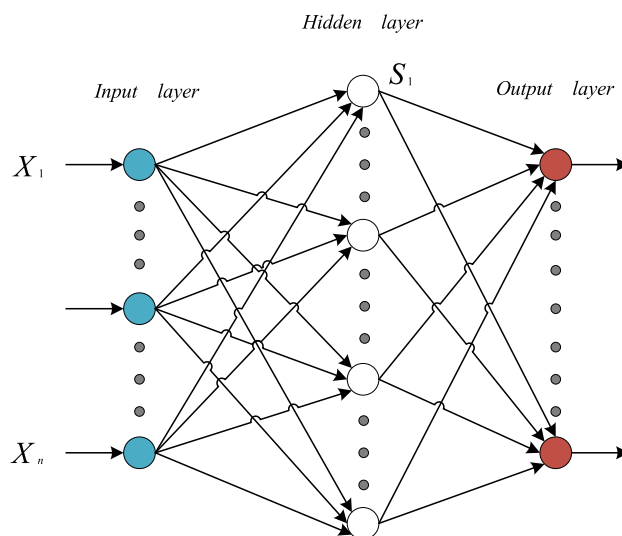 Hidden layer
S₁
Input layer
Output layer
X₁
Xₙ